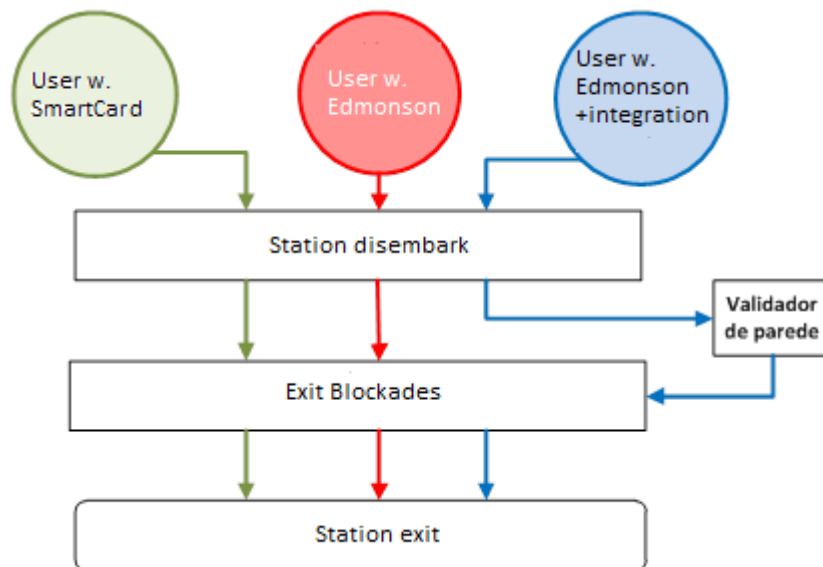 User w.
SmartCard
User w.
Edmonson
User w.
Edmonson
+integration
Station disembark
Validador
de parede
Exit Blockades
Station exit